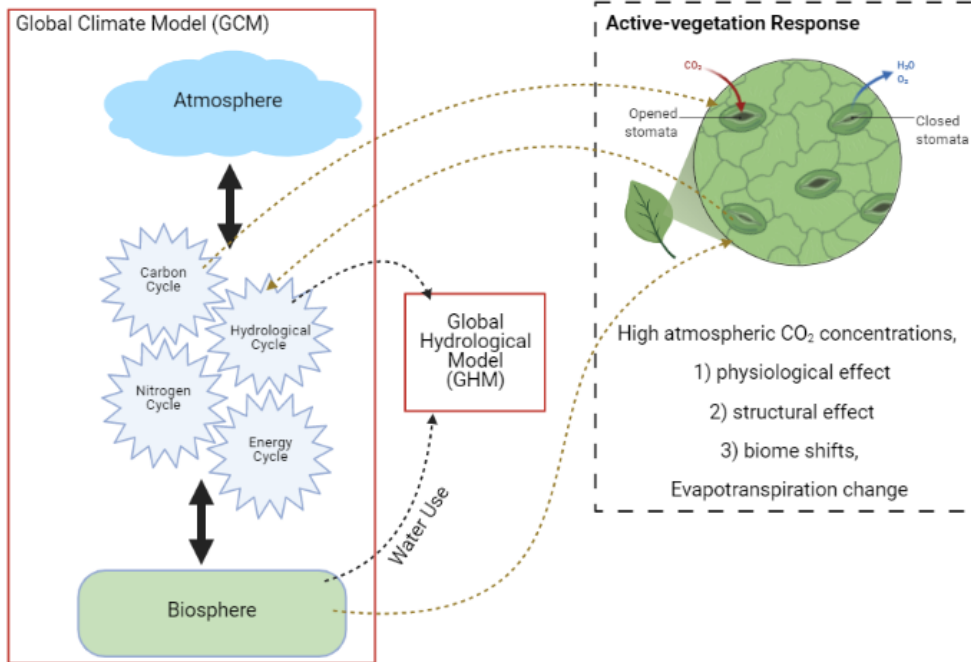 Global Climate Model (GCM)
Atmosphere
Carbon
Cycle
Hydrological
Cycle
Nitrogen
Cycle
Energy
Cycle
Biosphere
Water Use
Global
Hydrological
Model
(GHM)
Active-vegetation Response
CO₂
H₂O
O₂
Opened
stomata
Closed
stomata
High atmospheric CO₂ concentrations,
1) physiological effect
2) structural effect
3) biome shifts,
Evapotranspiration change